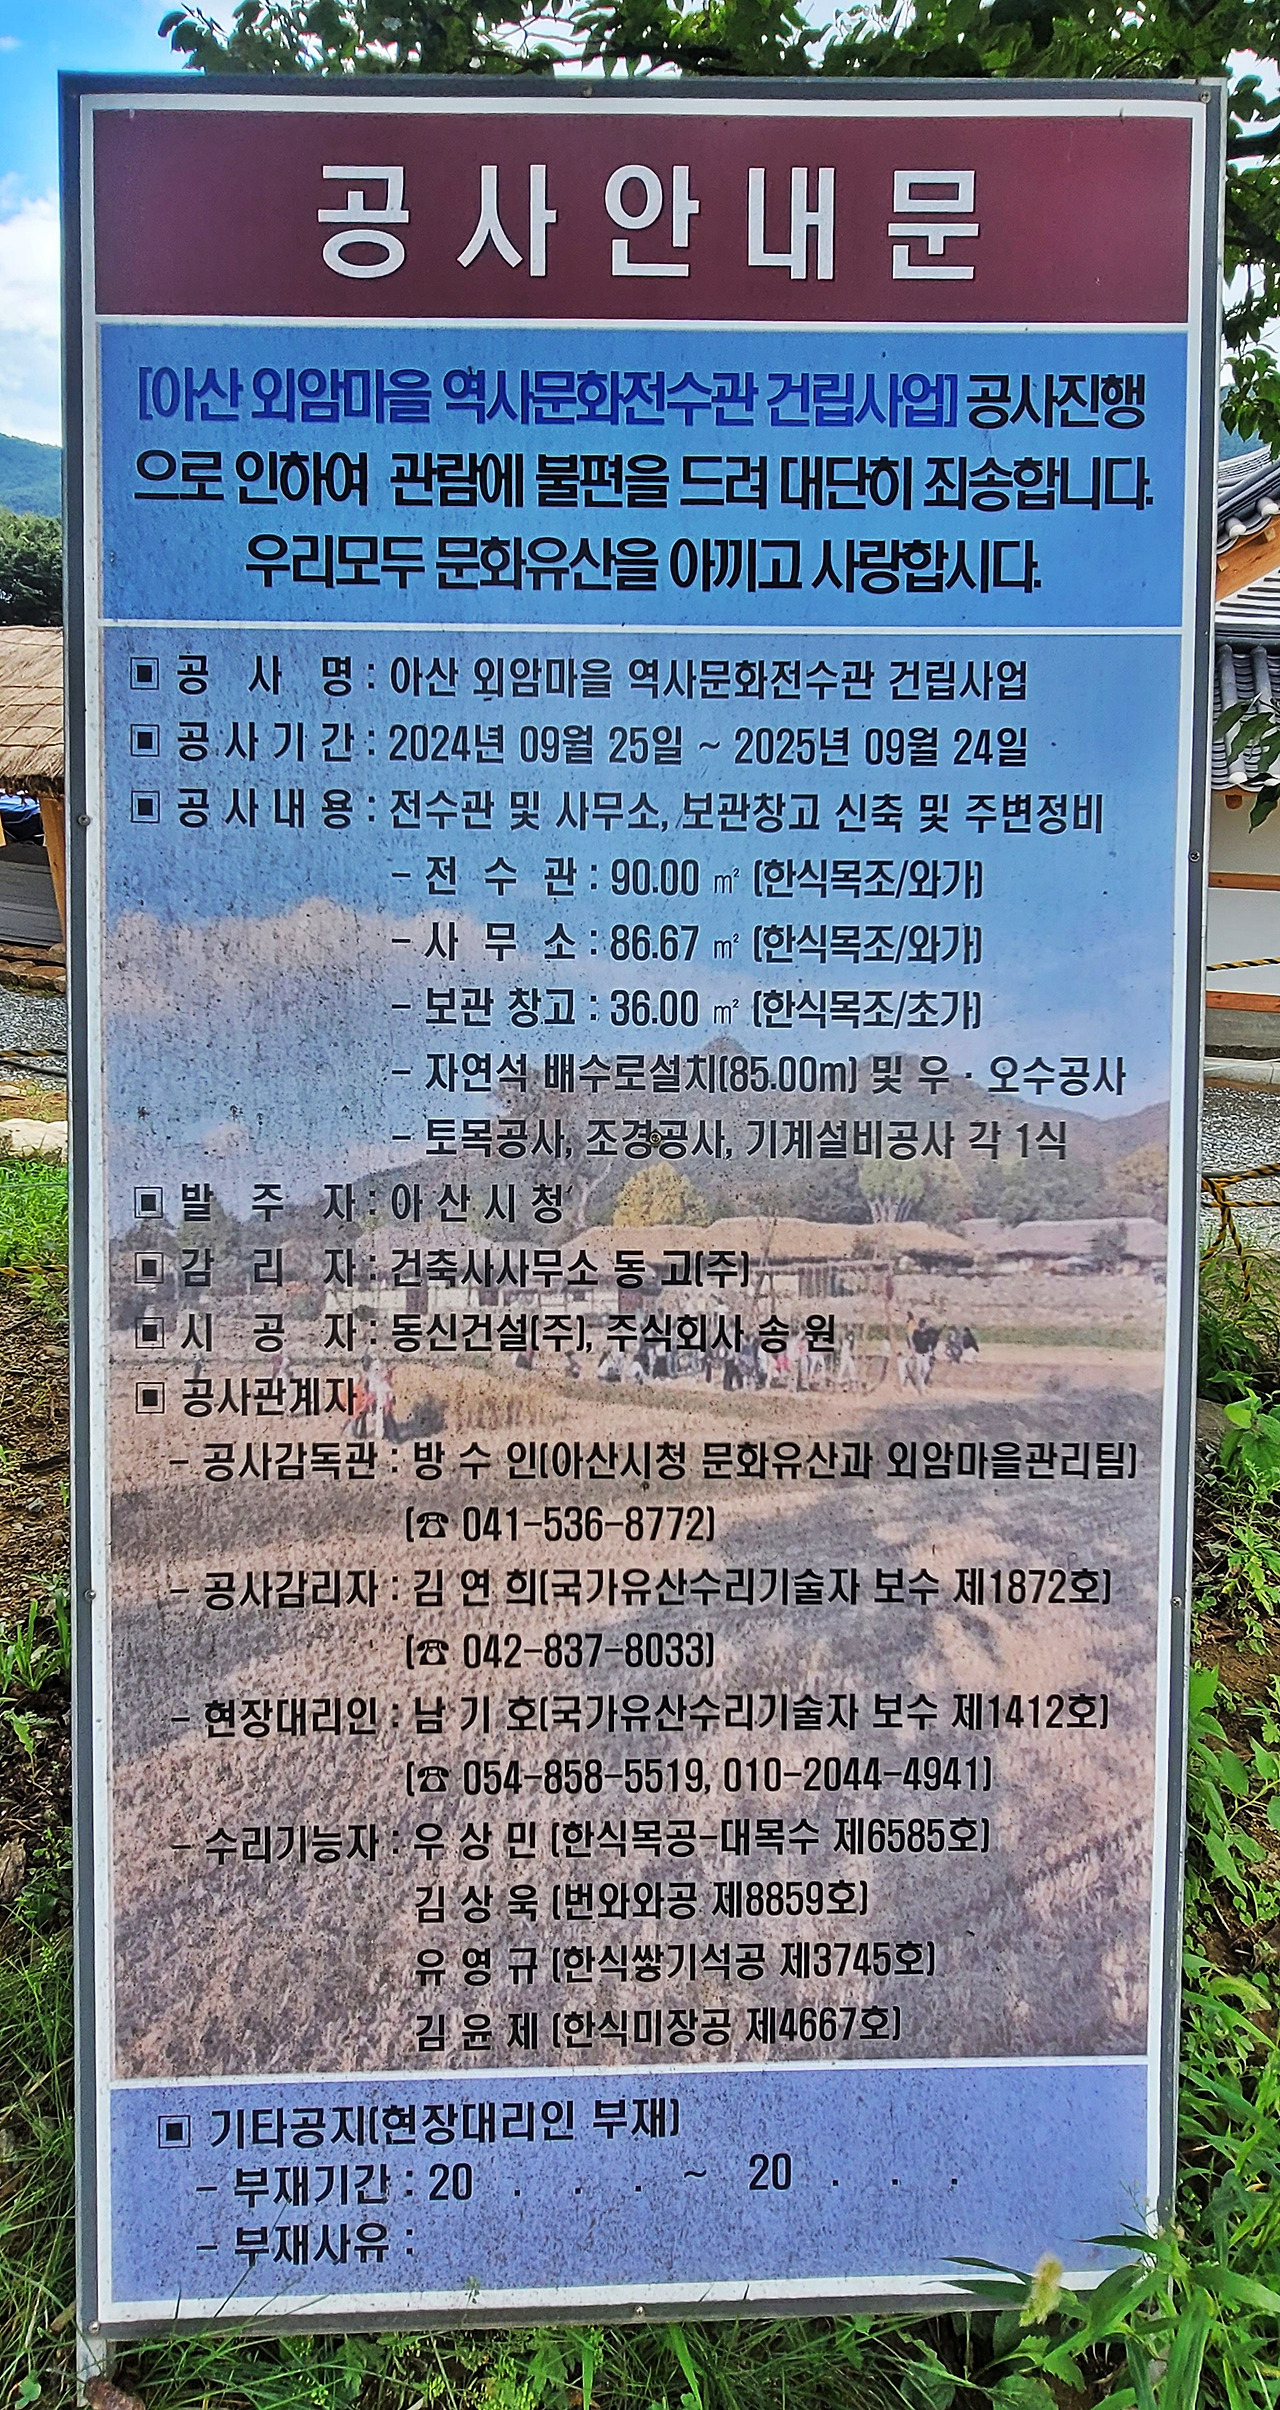 공사안내문
[아산 외암마을 역사문화전수관 건립사업] 공사진행
으로 인하여 관람에 불편을 드려 대단히 죄송합니다.
우리모두 문화유산을 아끼고 사랑합시다.
▣ 공 사 명 : 아산 외암마을 역사문화전수관 건립사업
▣ 공사기간 : 2024년 09월 25일 ~ 2025년 09월 24일
▣ 공사내용 : 전수관 및 사무소, 보관창고 신축 및 주변정비
- 전 수 관 : 90.00 ㎡ (한식목조/와가)
- 사 무 소 : 86.67 ㎡ (한식목조/와가)
- 보관 창고 : 36.00 ㎡ (한식목조/초가)
- 자연석 배수로설치(85.00m) 및 우·오수공사
- 토목공사, 조경공사, 기계설비공사 각 1식
▣ 발 주 자 : 아산시청
▣ 감 리 자 : 건축사사무소 동 고(주)
▣ 시 공 자 : 동신건설(주), 주식회사 송 원
▣ 공사관계자
- 공사감독관 : 방 수 인(아산시청 문화유산과 외암마을관리팀)
(☎ 041-536-8772)
- 공사감리자 : 김 연 희(국가유산수리기술자 보수 제1872호)
(☎ 042-837-8033)
- 현장대리인 : 남 기 호(국가유산수리기술자 보수 제1412호)
(☎ 054-858-5519, 010-2044-4941)
- 수리기능자 : 우 상 민 (한식목공-대목수 제6585호)
김 상 욱 (번와와공 제8859호)
유 영 규 (한식쌓기석공 제3745호)
김 윤 제 (한식미장공 제4667호)
▣ 기타공지(현장대리인 부재)
- 부재기간 : 20 . . . ~ 20 . . .
- 부재사유 :